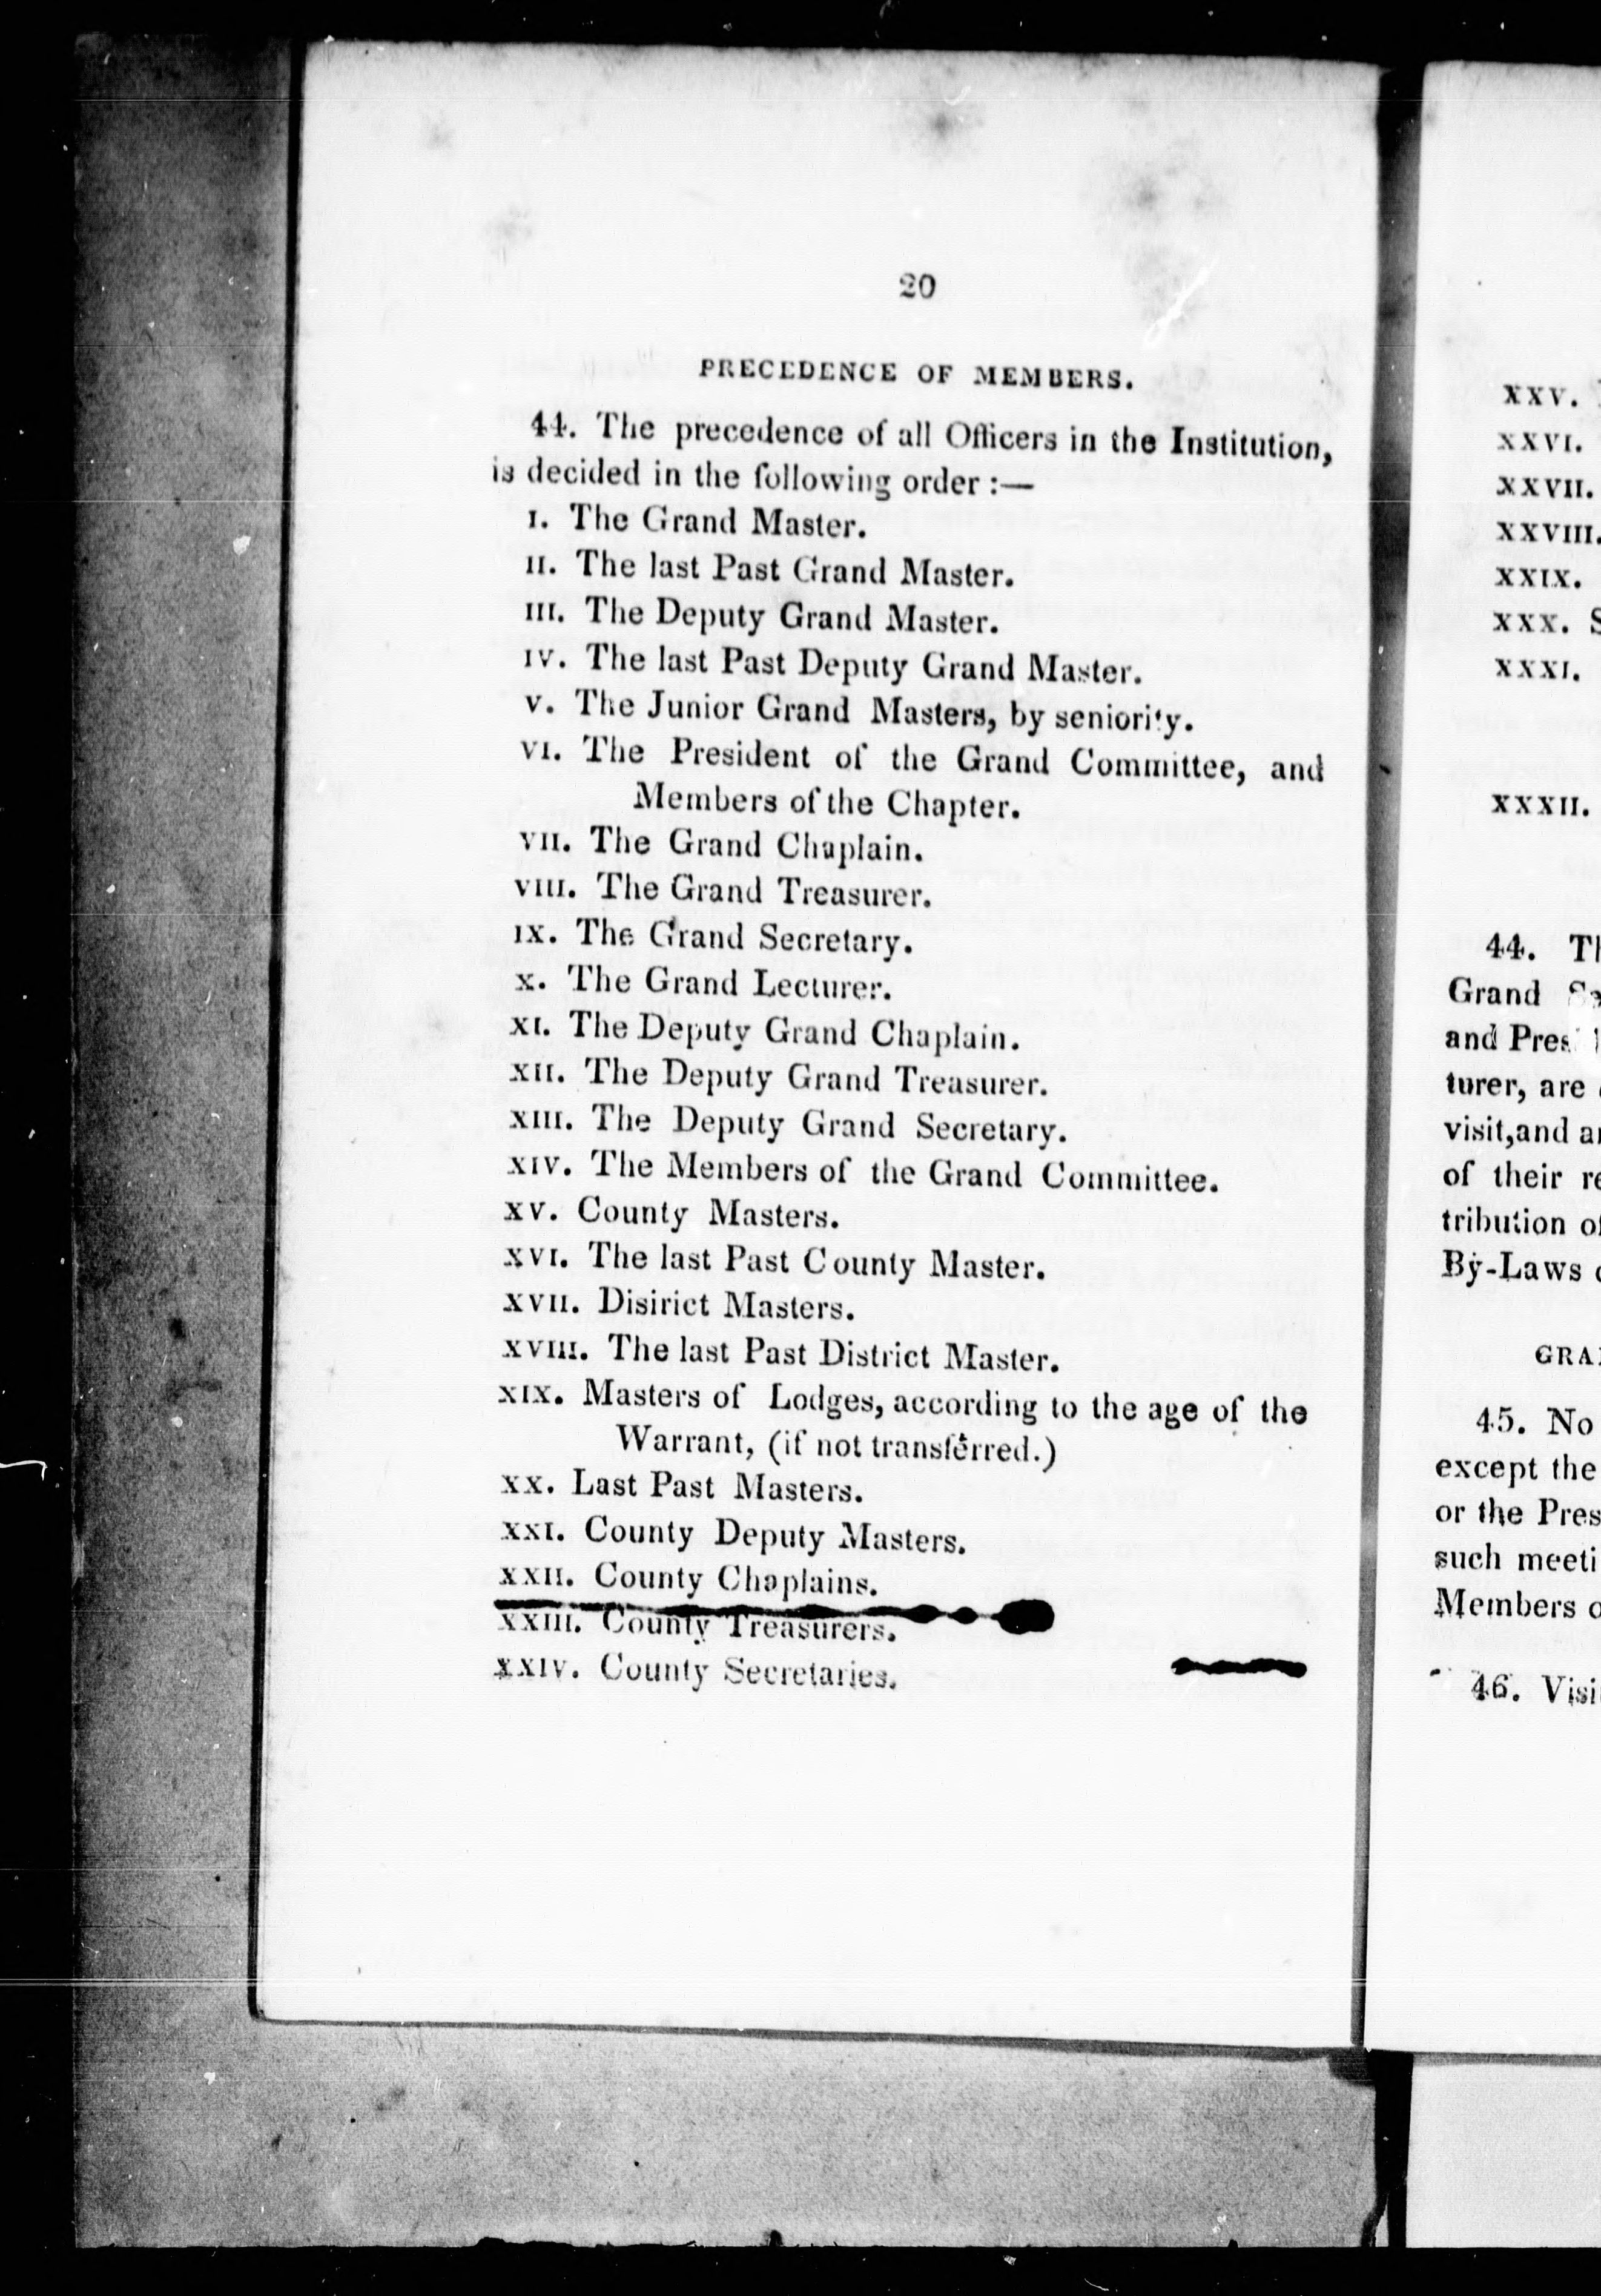 20
PRECEDENCE OF MEMBERS.
44. The precedence of all Officers in the Institution,
is decided in the following order :—
I. The Grand Master.
II. The last Past Grand Master.
III. The Deputy Grand Master.
IV. The last Past Deputy Grand Master.
V. The Junior Grand Masters, by seniority.
VI. The President of the Grand Committee, and
Members of the Chapter.
VII. The Grand Chaplain.
VIII. The Grand Treasurer.
IX. The Grand Secretary.
X. The Grand Lecturer.
XI. The Deputy Grand Chaplain.
XII. The Deputy Grand Treasurer.
XIII. The Deputy Grand Secretary.
XIV. The Members of the Grand Committee.
XV. County Masters.
XVI. The last Past County Master.
XVII. Disirict Masters.
XVIII. The last Past District Master.
XIX. Masters of Lodges, according to the age of the
Warrant, (if not transferred.)
XX. Last Past Masters.
XXI. County Deputy Masters.
XXII. County Chaplains.
XXIII. County Treasurers.
XXIV. County Secretaries.
XXV.
XXVI.
XXVII.
XXVIII.
XXIX.
XXX. S
XXXI.
XXXII.
44.
Grand
and
turer, are
visit,and
of their
tribution
By-Laws
GRA
45. No
except the
or the Pres
such meeti
Members
46. Visi